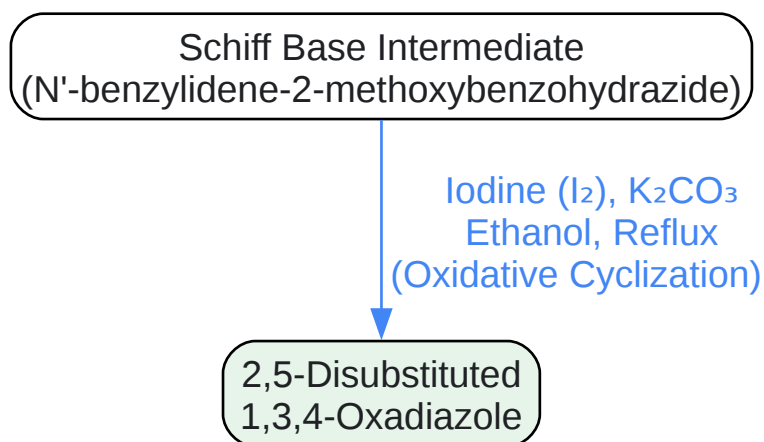 Schiff Base Intermediate
(N'-benzylidene-2-methoxybenzohydrazide)
Iodine (I₂), K₂CO₃
Ethanol, Reflux
(Oxidative Cyclization)
2,5-Disubstituted
1,3,4-Oxadiazole